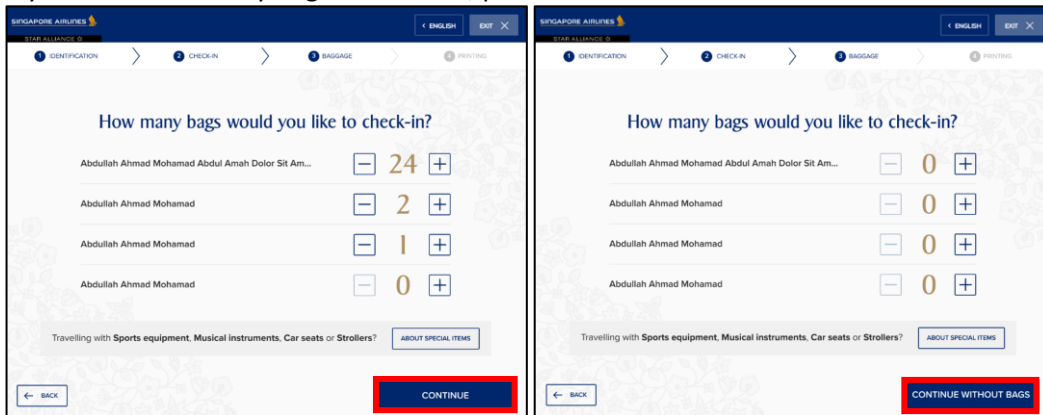 SINGAPORE AIRLINES
STAR ALLIANCE
< ENGLISH
EXIT ×
1 IDENTIFICATION
2 CHECK-IN
3 BAGGAGE
4 PRINTING
How many bags would you like to check-in?
Abdullah Ahmad Mohamad Abdul Amah Dolor Sit Am...
− 24 +
Abdullah Ahmad Mohamad
− 2 +
Abdullah Ahmad Mohamad
− 1 +
Abdullah Ahmad Mohamad
− 0 +
Travelling with Sports equipment, Musical instruments, Car seats or Strollers?
ABOUT SPECIAL ITEMS
← BACK
CONTINUE
SINGAPORE AIRLINES
STAR ALLIANCE
< ENGLISH
EXIT ×
1 IDENTIFICATION
2 CHECK-IN
3 BAGGAGE
4 PRINTING
How many bags would you like to check-in?
Abdullah Ahmad Mohamad Abdul Amah Dolor Sit Am...
− 0 +
Abdullah Ahmad Mohamad
− 0 +
Abdullah Ahmad Mohamad
− 0 +
Abdullah Ahmad Mohamad
− 0 +
Travelling with Sports equipment, Musical instruments, Car seats or Strollers?
ABOUT SPECIAL ITEMS
← BACK
CONTINUE WITHOUT BAGS